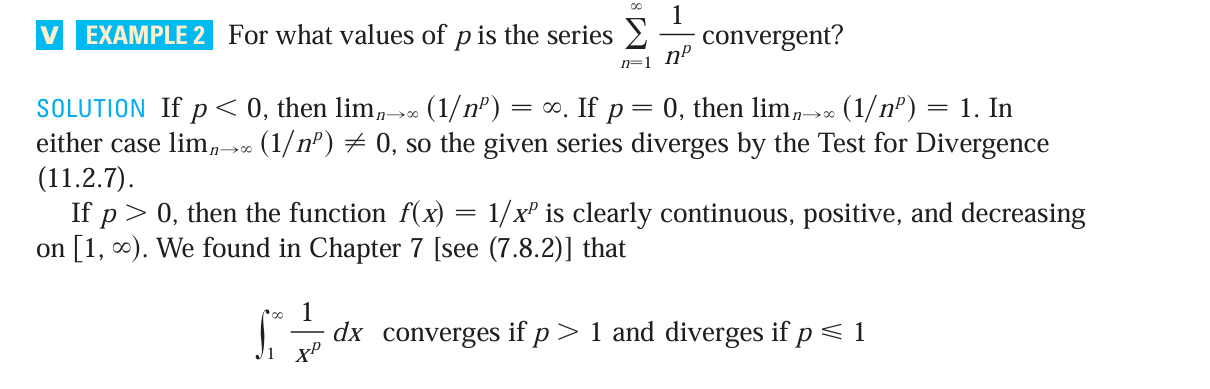 V EXAMPLE 2 For what values of p is the series ∑_{n=1}^{∞} 1/n^p convergent?
SOLUTION If p < 0, then lim_{n→∞} (1/n^p) = ∞. If p = 0, then lim_{n→∞} (1/n^p) = 1. In
either case lim_{n→∞} (1/n^p) ≠ 0, so the given series diverges by the Test for Divergence
(11.2.7).
If p > 0, then the function f(x) = 1/x^p is clearly continuous, positive, and decreasing
on [1, ∞). We found in Chapter 7 [see (7.8.2)] that
∫_1^∞ 1/x^p dx converges if p > 1 and diverges if p ≤ 1